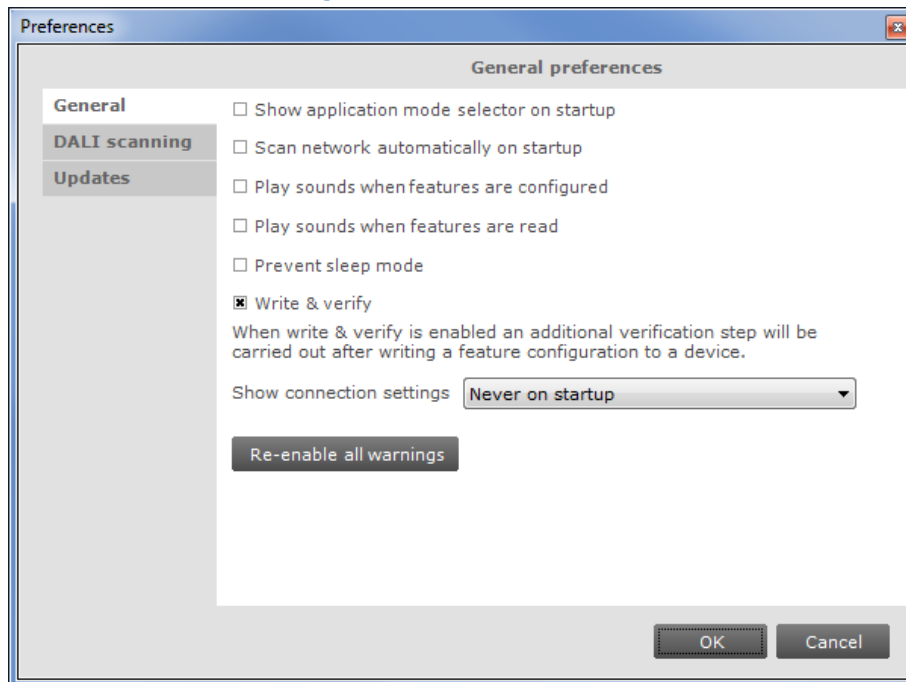 Preferences
General preferences
General
DALI scanning
Updates
Show application mode selector on startup
Scan network automatically on startup
Play sounds when features are configured
Play sounds when features are read
Prevent sleep mode
Write & verify
When write & verify is enabled an additional verification step will be
carried out after writing a feature configuration to a device.
Show connection settings Never on startup
Re-enable all warnings
OK Cancel